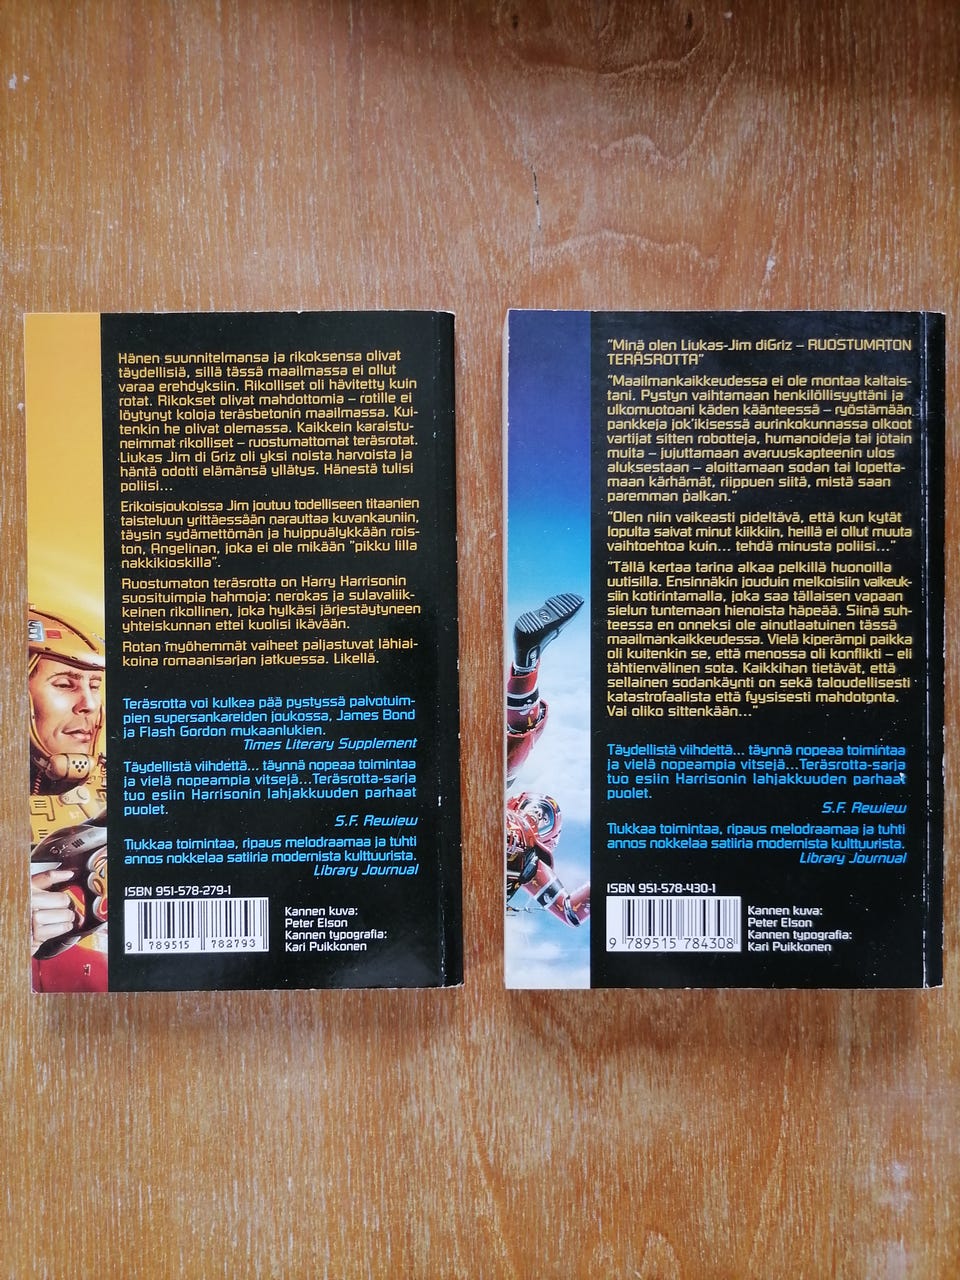 Hänen suunnitelmansa ja rikoksensa olivat
täydellisiä, sillä tässä maailmassa ei ollut
varaa erehdyksiin. Rikolliset oli hävitetty kuin
rotat. Rikokset olivat mahdottomia – rotille ei
löytynyt koloja teräsbetonin maailmassa. Kui-
tenkin he olivat olemassa. Kaikkein karaistu-
neimmat rikolliset – ruostumattomat teräsrotat.
Liukas Jim di Griz oli yksi noista harvoista ja
häntä odotti elämänsä yllätys. Hänestä tulisi
poliisi...
Erikoisjoukoissa Jim joutuu todelliseen titaanien
taisteluun yrittäessään narauttaa kuvankauniin,
täysin sydämettömän ja huippuälykkään rois-
ton, Angelinan, joka ei ole mikään "pikku lilla
nakkikioskilla".
Ruostumaton teräsrotta on Harry Harrisonin
suosituimpia hahmoja: nerokas ja sulavaliik-
keinen rikollinen, joka hylkäsi järjestäytyneen
yhteiskunnan ettei kuolisi ikävään.
Rotan myöhemmät vaiheet paljastuvat lähiai-
koina romaanisarjan jatkuessa. Likellä.
Teräsrotta voi kulkea pää pystyssä palvotuim-
pien supersankareiden joukossa, James Bond
ja Flash Gordon mukaanlukien.
Times Literary Supplement
Täydellistä viihdettä... täynnä nopeaa toimintaa
ja vielä nopeampia vitsejä...Teräsrotta-sarja
tuo esiin Harrisonin lahjakkuuden parhaat
puolet.
S.F. Rewiew
Tiukkaa toimintaa, ripaus melodraamaa ja tuhti
annos nokkelaa satiiria modernista kulttuurista.
Library Journual
ISBN 951-578-279-1
9 789515 782793
Kannen kuva:
Peter Elson
Kannen typografia:
Kari Puikkonen
"Minä olen Liukas-Jim diGriz – RUOSTUMATON
TERÄSROTTA"
"Maailmankaikkeudessa ei ole montaa kaltais-
tani. Pystyn vaihtamaan henkilöllisyyttäni ja
ulkomuotoani käden käänteessä – ryöstämään
pankkeja jok'ikisessä aurinkokunnassa olkoot
vartijat sitten robotteja, humanoideja tai jotain
muita – jujuttamaan avaruuskapteenin ulos
aluksestaan – aloittamaan sodan tai lopetta-
maan kärhämät, riippuen siitä, mistä saan
paremman palkan."
"Olen niin vaikeasti pideltävä, että kun kytät
lopulta saivat minut kiikkiin, heillä ei ollut muuta
vaihtoehtoa kuin... tehdä minusta poliisi..."
"Tällä kertaa tarina alkaa pelkillä huonoilla
uutisilla. Ensinnäkin jouduin melkoisiin vaikeuk-
siin kotirintamalla, joka saa tällaisen vapaan
sielun tuntemaan hienoista häpeää. Siinä suh-
teessa en onneksi ole ainutlaatuinen tässä
maailmankaikkeudessa. Vielä kiperämpi paikka
oli kuitenkin se, että menossa oli konflikti – eli
tähtienvälinen sota. Kaikkihan tietävät, että
sellainen sodankäynti on sekä taloudellisesti
katastrofaalista että fyysisesti mahdotonta.
Vai oliko sittenkään..."
Täydellistä viihdettä... täynnä nopeaa toimintaa
ja vielä nopeampia vitsejä...Teräsrotta-sarja
tuo esiin Harrisonin lahjakkuuden parhaat
puolet.
S.F. Rewiew
Tiukkaa toimintaa, ripaus melodraamaa ja tuhti
annos nokkelaa satiiria modernista kulttuurista.
Library Journual
ISBN 951-578-430-1
9 789515 784308
Kannen kuva:
Peter Elson
Kannen typografia:
Kari Puikkonen